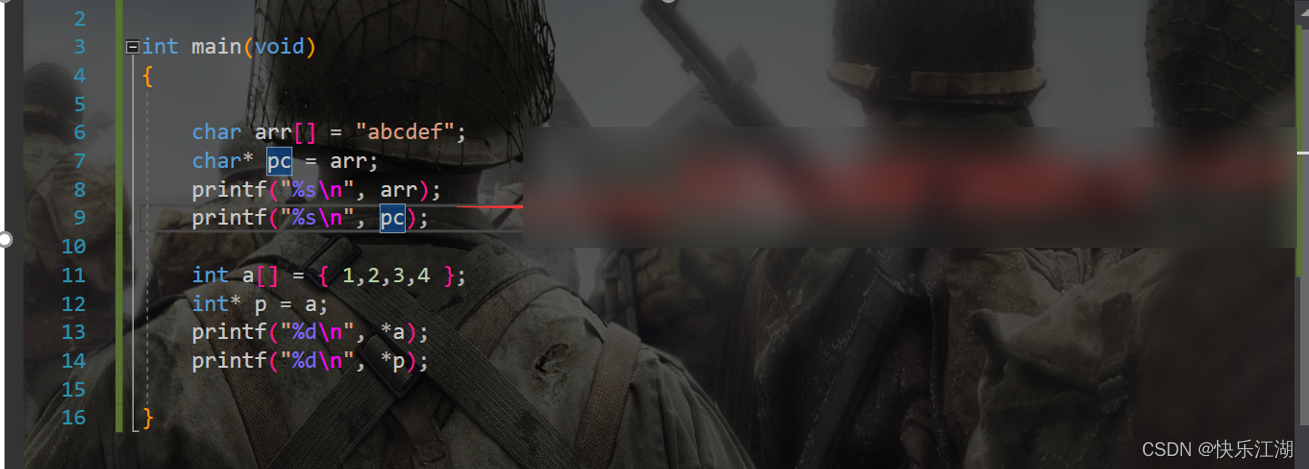 2
3 int main(void)
4 {
5
6 char arr[] = "abcdef";
7 char* pc = arr;
8 printf("%s\n", arr);
9 printf("%s\n", pc);
10
11 int a[] = { 1,2,3,4 };
12 int* p = a;
13 printf("%d\n", *a);
14 printf("%d\n", *p);
15
16 }
CSDN @快乐江湖